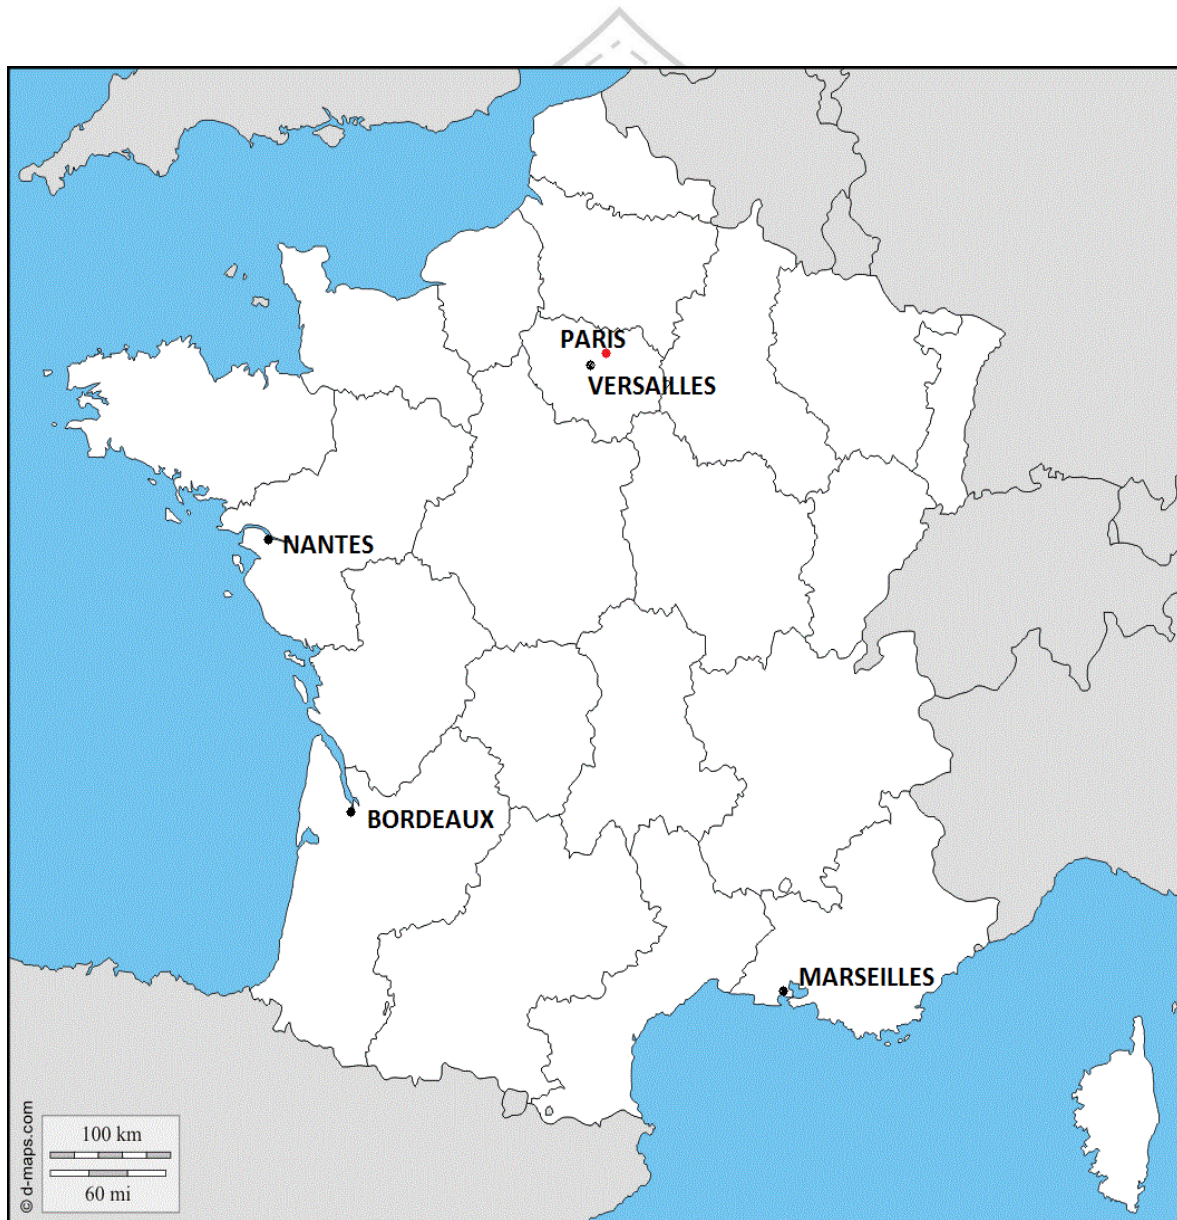 PARIS
VERSAILLES
NANTES
BORDEAUX
MARSEILLES
100 km
60 mi
© d-maps.com